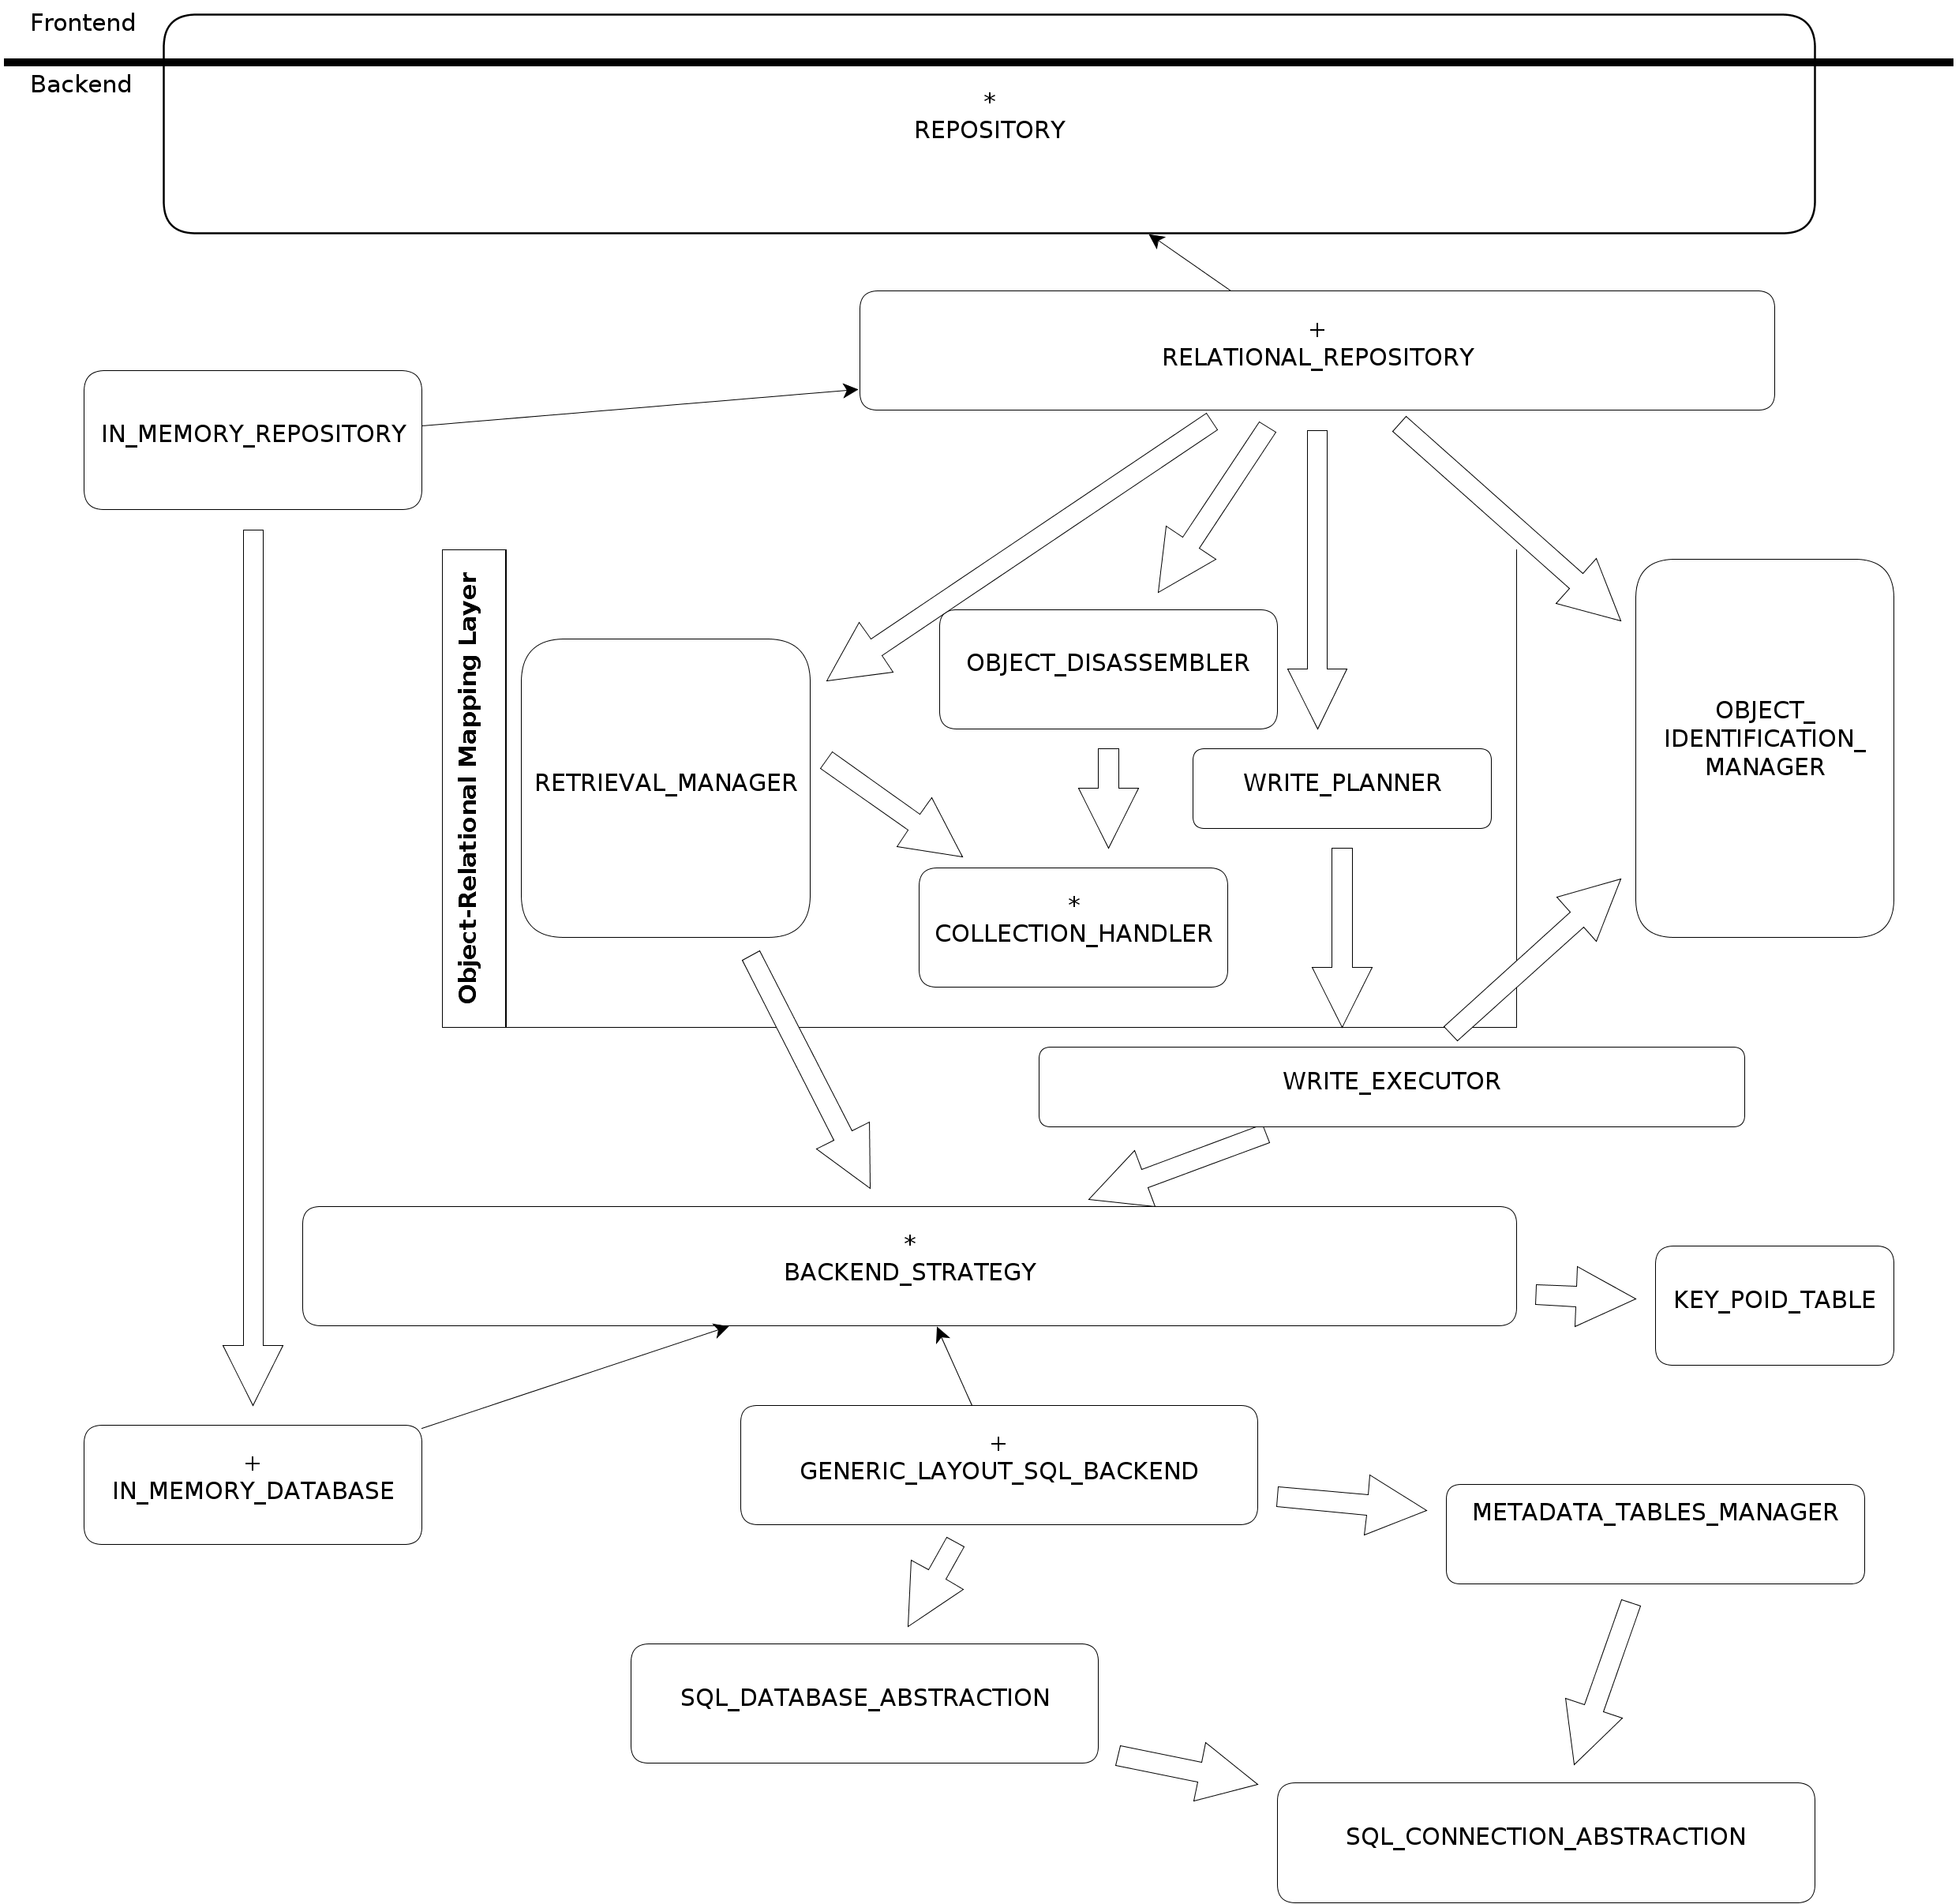 Frontend
Backend
*
REPOSITORY
+
RELATIONAL_REPOSITORY
IN_MEMORY_REPOSITORY
Object-Relational Mapping Layer
OBJECT_DISASSEMBLER
OBJECT_
IDENTIFICATION_
MANAGER
RETRIEVAL_MANAGER
WRITE_PLANNER
*
COLLECTION_HANDLER
WRITE_EXECUTOR
*
BACKEND_STRATEGY
KEY_POID_TABLE
+
IN_MEMORY_DATABASE
+
GENERIC_LAYOUT_SQL_BACKEND
METADATA_TABLES_MANAGER
SQL_DATABASE_ABSTRACTION
SQL_CONNECTION_ABSTRACTION